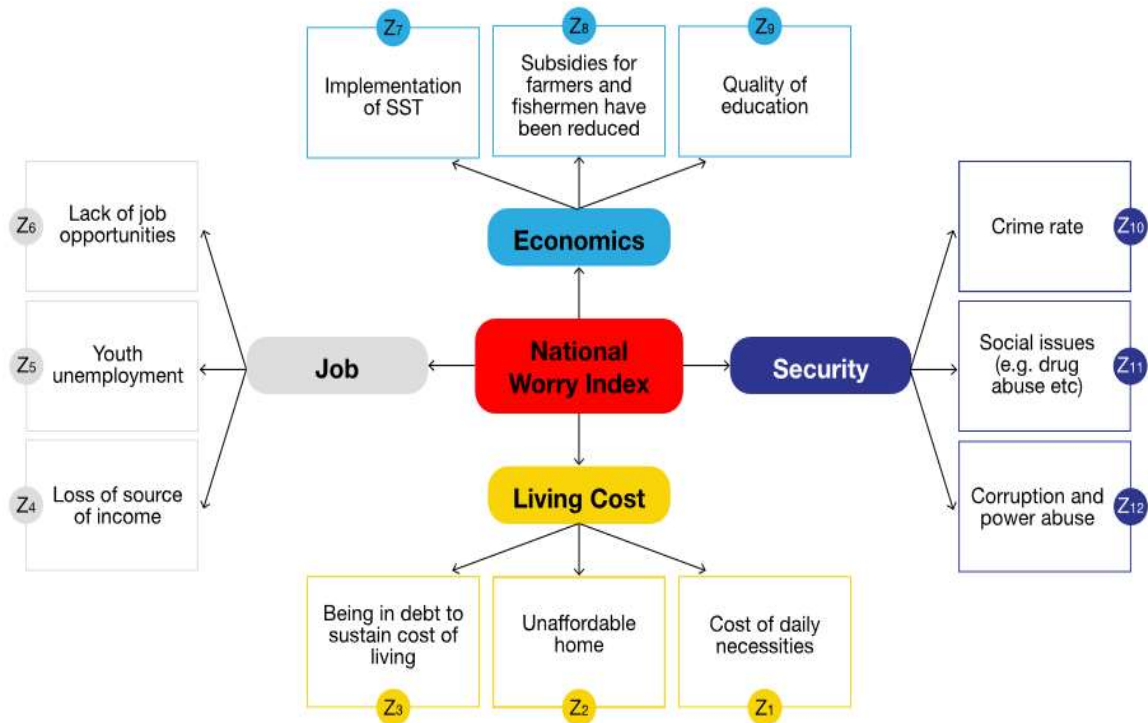 Z7
Implementation
of SST
Z8
Subsidies for
farmers and
fishermen have
been reduced
Z9
Quality of
education
Economics
Z6
Lack of job
opportunities
Z5
Youth
unemployment
Z4
Loss of source
of income
Job
National
Worry Index
Security
Crime rate
Z10
Social issues
(e.g. drug
abuse etc)
Z11
Corruption and
power abuse
Z12
Living Cost
Being in debt to
sustain cost of
living
Z3
Unaffordable
home
Z2
Cost of daily
necessities
Z1